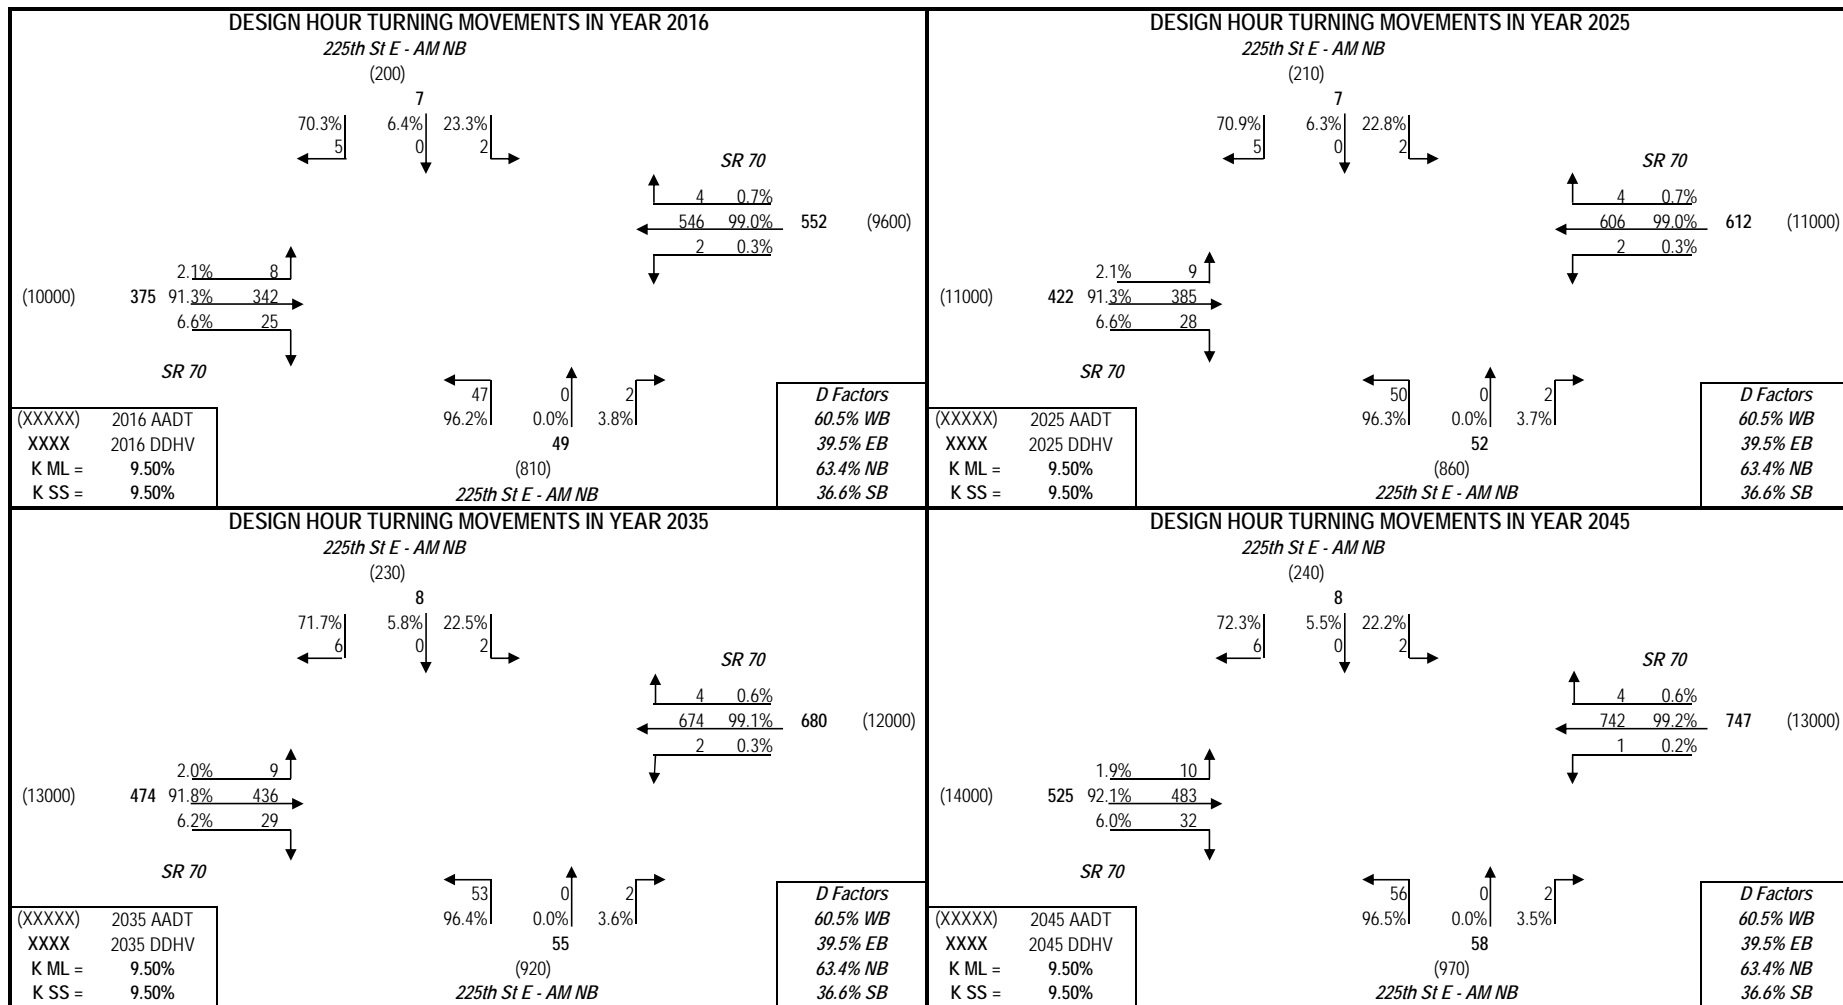 DESIGN HOUR TURNING MOVEMENTS IN YEAR 2016
225th St E - AM NB
(200)
7
70.3% 6.4% 23.3%
5 0 2
SR 70
4 0.7%
546 99.0% 552 (9600)
2 0.3%
2.1% 8
(10000) 375 91.3% 342
6.6% 25
SR 70
47 0 2
96.2% 0.0% 3.8%
49
(810)
225th St E - AM NB
(XXXXX) 2016 AADT
XXXX 2016 DDHV
K ML = 9.50%
K SS = 9.50%
D Factors
60.5% WB
39.5% EB
63.4% NB
36.6% SB
DESIGN HOUR TURNING MOVEMENTS IN YEAR 2025
225th St E - AM NB
(210)
7
70.9% 6.3% 22.8%
5 0 2
SR 70
4 0.7%
606 99.0% 612 (11000)
2 0.3%
2.1% 9
(11000) 422 91.3% 385
6.6% 28
SR 70
50 0 2
96.3% 0.0% 3.7%
52
(860)
225th St E - AM NB
(XXXXX) 2025 AADT
XXXX 2025 DDHV
K ML = 9.50%
K SS = 9.50%
D Factors
60.5% WB
39.5% EB
63.4% NB
36.6% SB
DESIGN HOUR TURNING MOVEMENTS IN YEAR 2035
225th St E - AM NB
(230)
8
71.7% 5.8% 22.5%
6 0 2
SR 70
4 0.6%
674 99.1% 680 (12000)
2 0.3%
2.0% 9
(13000) 474 91.8% 436
6.2% 29
SR 70
53 0 2
96.4% 0.0% 3.6%
55
(920)
225th St E - AM NB
(XXXXX) 2035 AADT
XXXX 2035 DDHV
K ML = 9.50%
K SS = 9.50%
D Factors
60.5% WB
39.5% EB
63.4% NB
36.6% SB
DESIGN HOUR TURNING MOVEMENTS IN YEAR 2045
225th St E - AM NB
(240)
8
72.3% 5.5% 22.2%
6 0 2
SR 70
4 0.6%
742 99.2% 747 (13000)
1 0.2%
1.9% 10
(14000) 525 92.1% 483
6.0% 32
SR 70
56 0 2
96.5% 0.0% 3.5%
58
(970)
225th St E - AM NB
(XXXXX) 2045 AADT
XXXX 2045 DDHV
K ML = 9.50%
K SS = 9.50%
D Factors
60.5% WB
39.5% EB
63.4% NB
36.6% SB